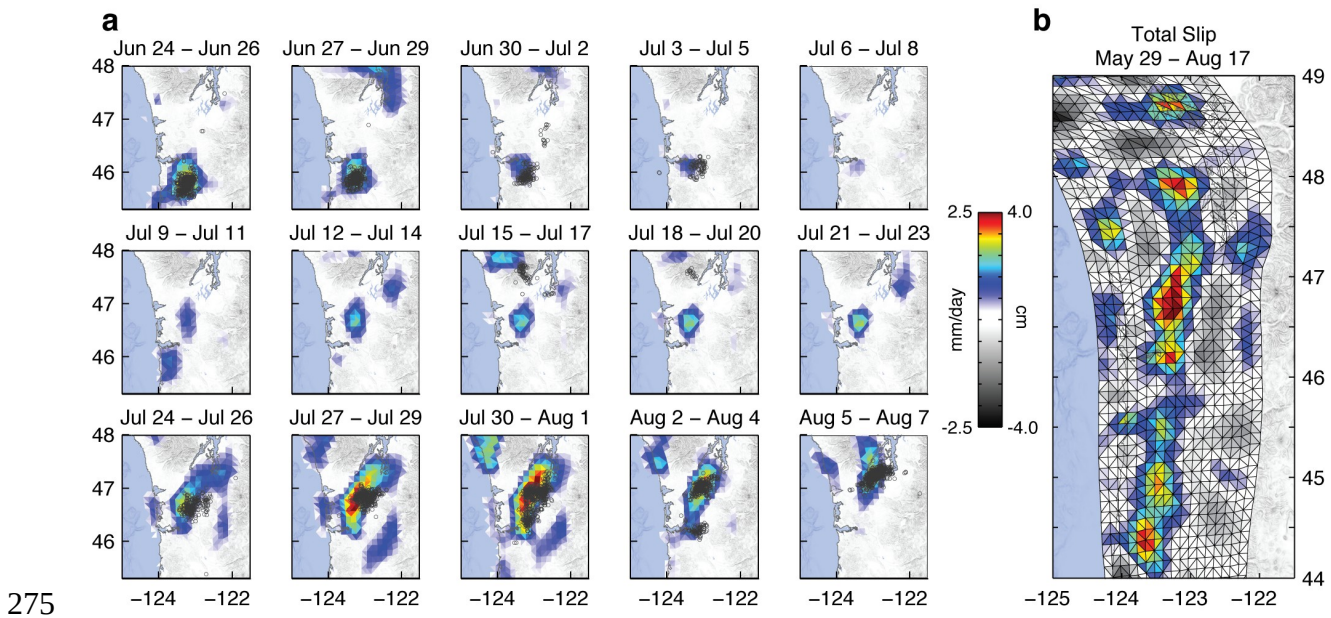 a
b
Total Slip
May 29 – Aug 17
Jun 24 – Jun 26
Jun 27 – Jun 29
Jun 30 – Jul 2
Jul 3 – Jul 5
Jul 6 – Jul 8
48
47
46
Jul 9 – Jul 11
Jul 12 – Jul 14
Jul 15 – Jul 17
Jul 18 – Jul 20
Jul 21 – Jul 23
48
47
46
Jul 24 – Jul 26
Jul 27 – Jul 29
Jul 30 – Aug 1
Aug 2 – Aug 4
Aug 5 – Aug 7
48
47
46
−124 −122
−124 −122
−124 −122
−124 −122
−124 −122
2.5 4.0
mm/day
cm
-2.5 -4.0
49
48
47
46
45
44
−125 −124 −123 −122
275